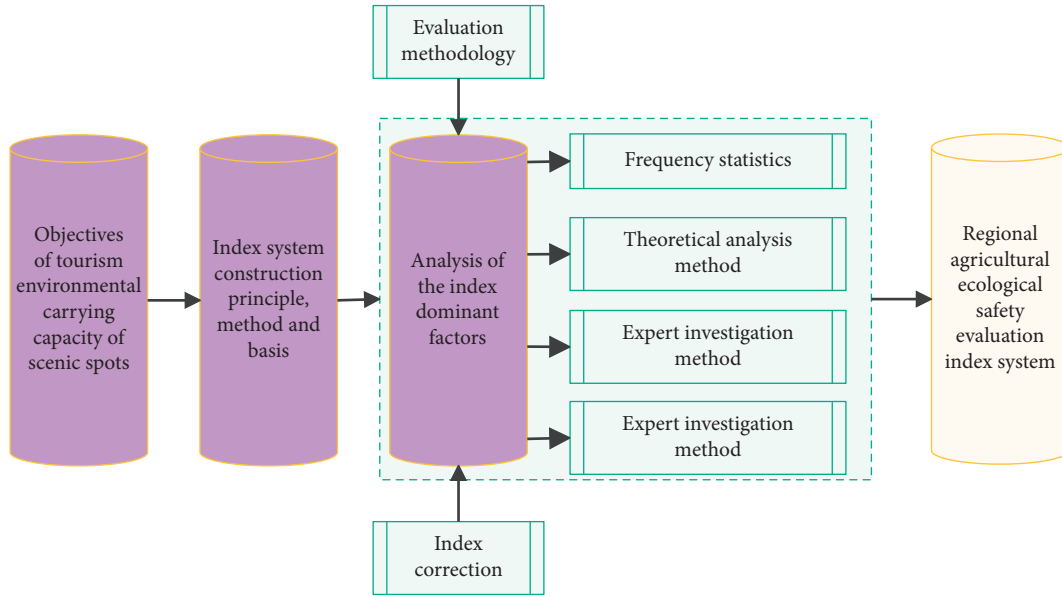 Evaluation
methodology
Objectives
of tourism
environmental
carrying
capacity of
scenic spots
Index system
construction
principle,
method and
basis
Analysis of
the index
dominant
factors
Frequency statistics
Theoretical analysis
method
Expert investigation
method
Expert investigation
method
Regional
agricultural
ecological
safety
evaluation
index system
Index
correction